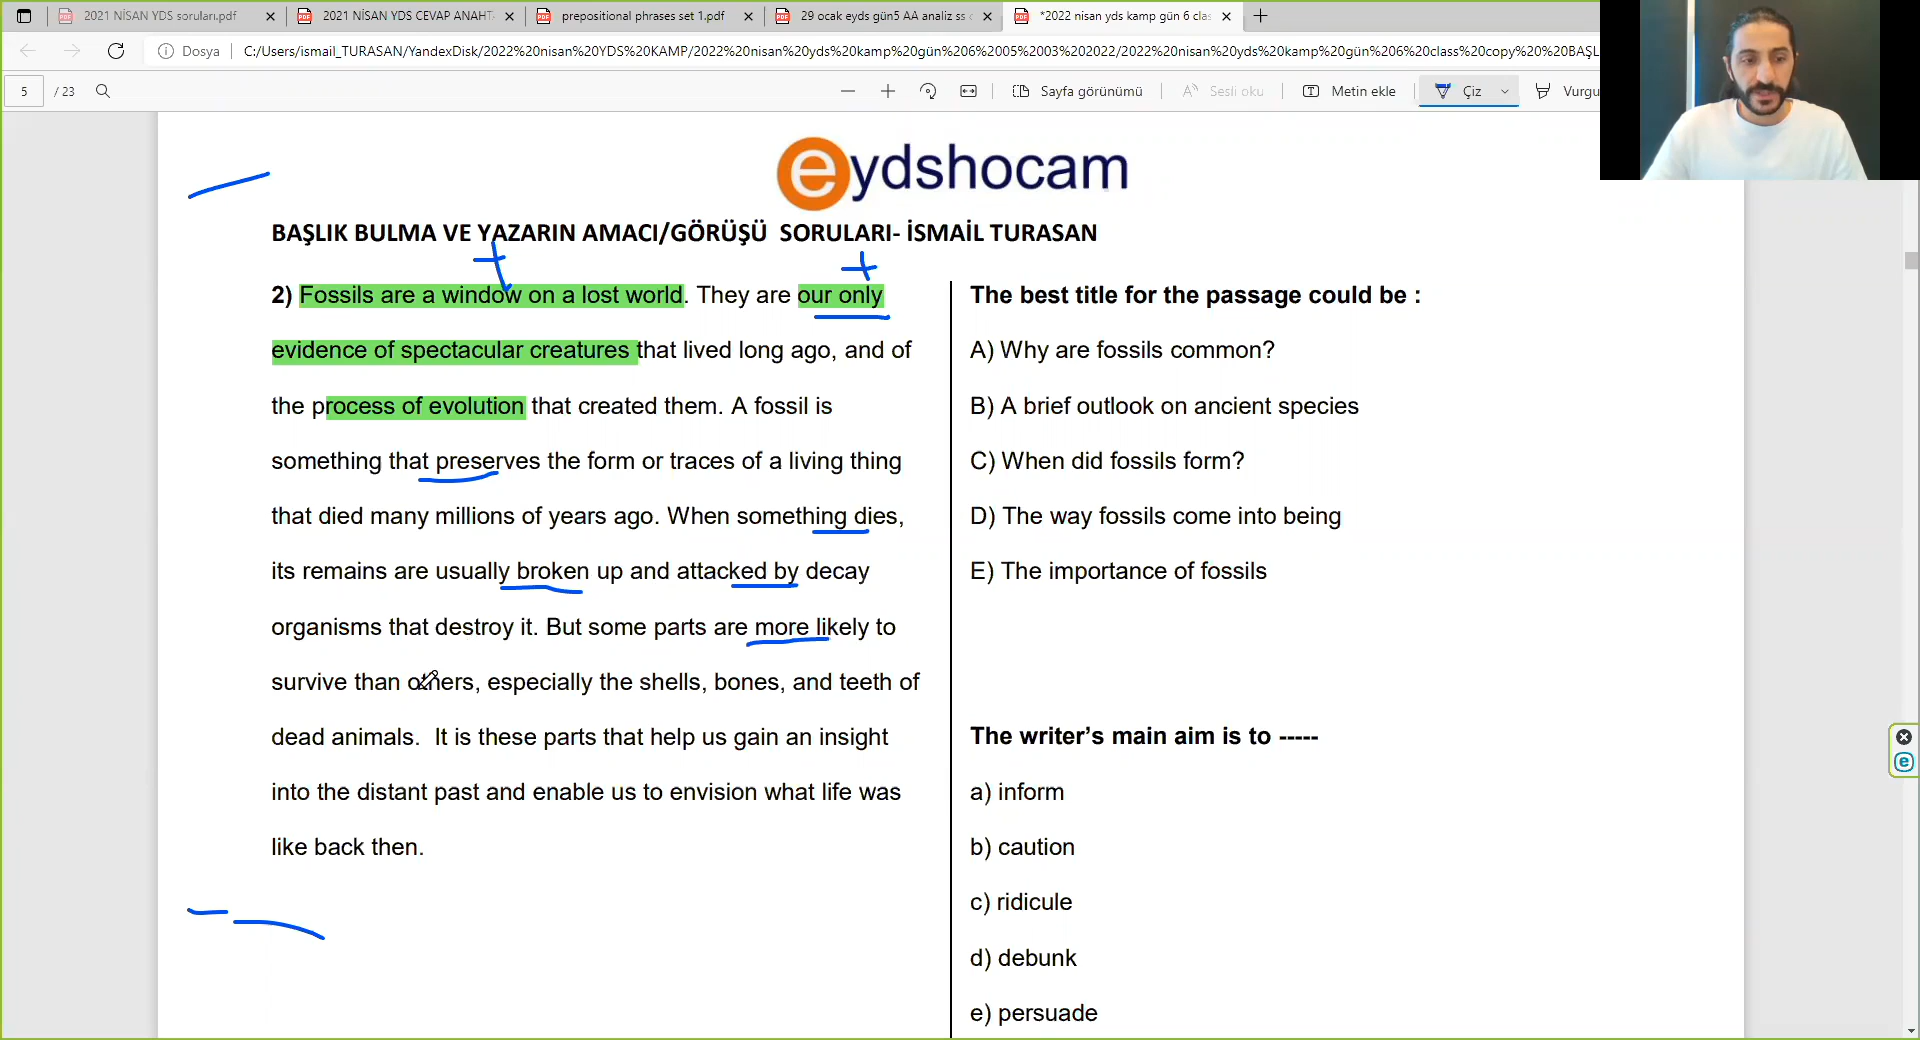 2021 NİSAN YDS soruları.pdf
2021 NİSAN YDS CEVAP ANAHT
prepositional phrases set 1.pdf
29 ocak eyds gün5 AA analiz ss
*2022 nisan yds kamp gün 6 clas
Dosya
C:/Users/ismail_TURASAN/YandexDisk/2022%20nisan%20YDS%20KAMP/2022%20nisan%20yds%20kamp%20gün%206%2005%2003%202022/2022%20nisan%20yds%20kamp%20gün%206%20class%20copy%20%20BAŞL
5 / 23
Sayfa görünümü
Sesli oku
Metin ekle
Çiz
Vurgu
eydshocam
BAŞLIK BULMA VE YAZARIN AMACI/GÖRÜŞÜ SORULARI- İSMAİL TURASAN
2) Fossils are a window on a lost world. They are our only
evidence of spectacular creatures that lived long ago, and of
the process of evolution that created them. A fossil is
something that preserves the form or traces of a living thing
that died many millions of years ago. When something dies,
its remains are usually broken up and attacked by decay
organisms that destroy it. But some parts are more likely to
survive than others, especially the shells, bones, and teeth of
dead animals. It is these parts that help us gain an insight
into the distant past and enable us to envision what life was
like back then.
The best title for the passage could be :
A) Why are fossils common?
B) A brief outlook on ancient species
C) When did fossils form?
D) The way fossils come into being
E) The importance of fossils
The writer’s main aim is to -----
a) inform
b) caution
c) ridicule
d) debunk
e) persuade